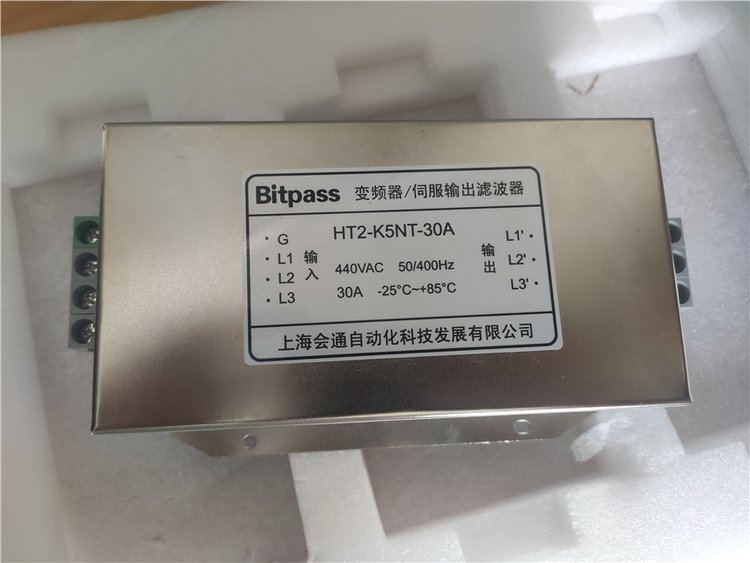 Bitpass 变频器/伺服输出滤波器
HT2-K5NT-30A
· G
· L1
· L2
· L3
输入
440VAC 50/400Hz
30A -25°C~+85°C
输出
L1' ·
L2' ·
L3' ·
上海会通自动化科技发展有限公司